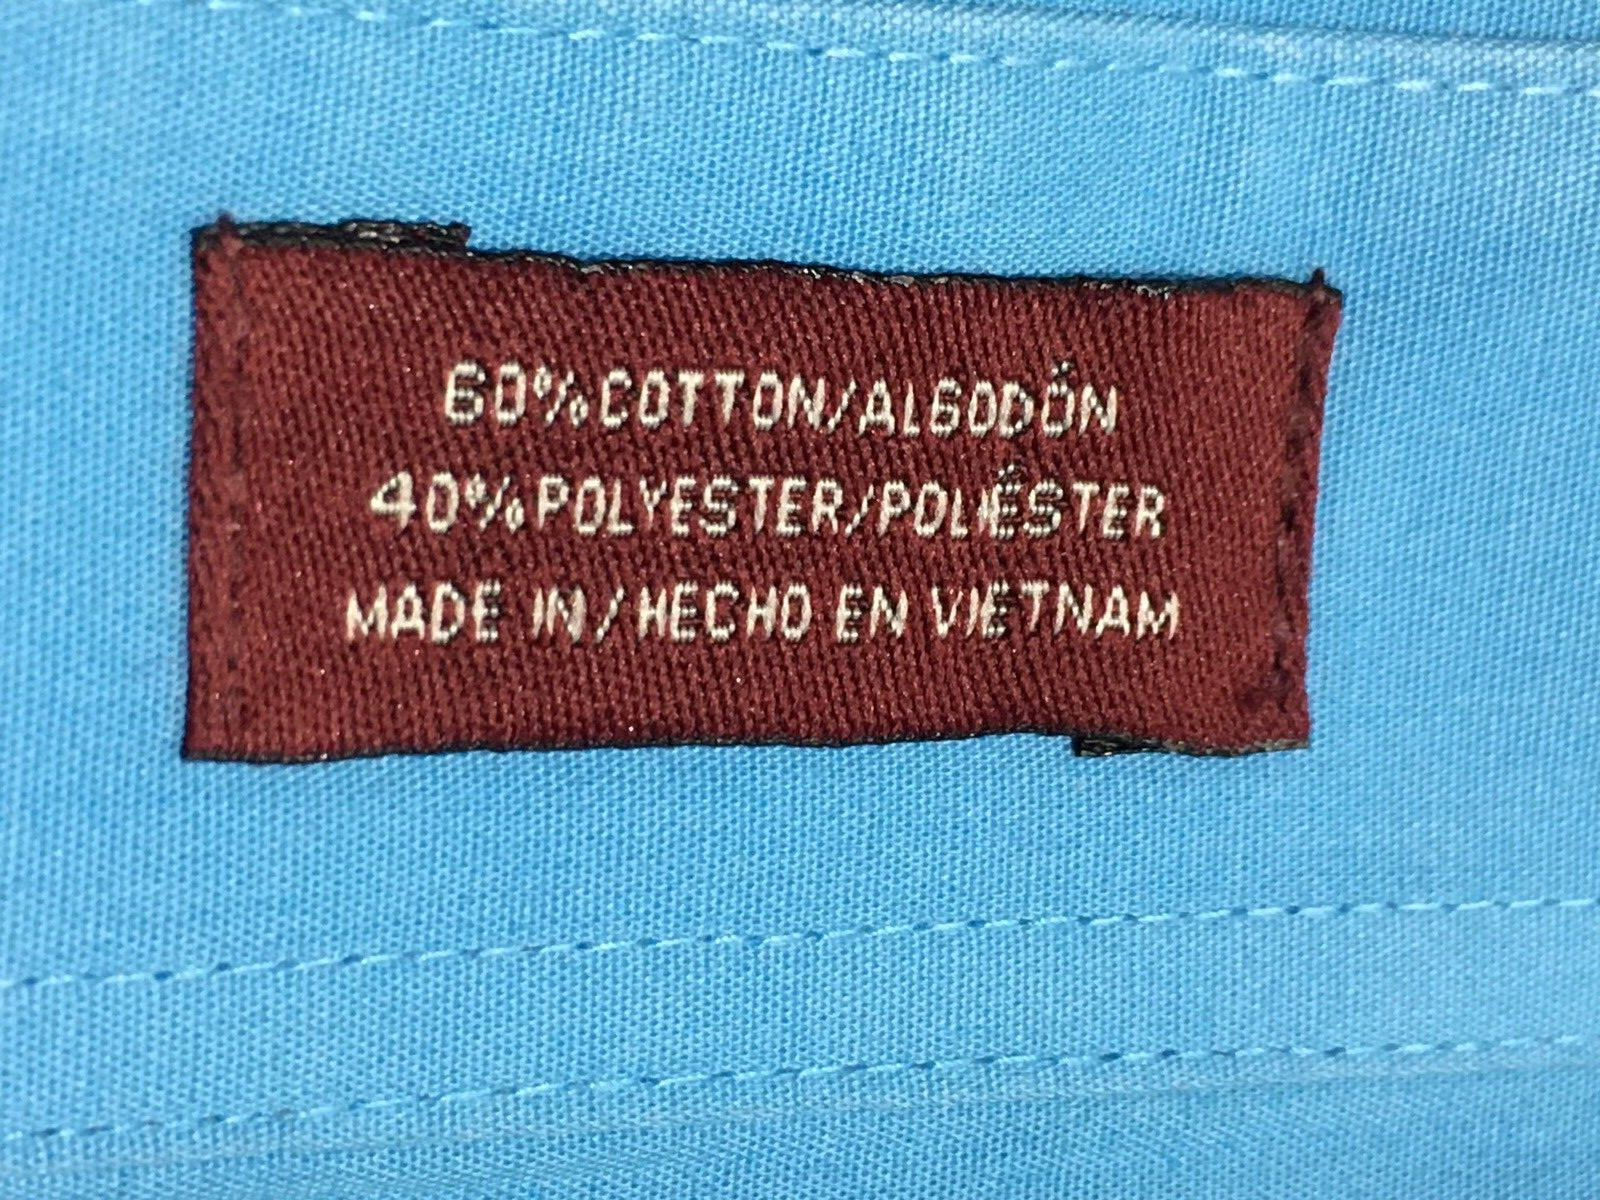 60% COTTON/ALGODÓN
40% POLYESTER/POLIÉSTER
MADE IN/HECHO EN VIETNAM